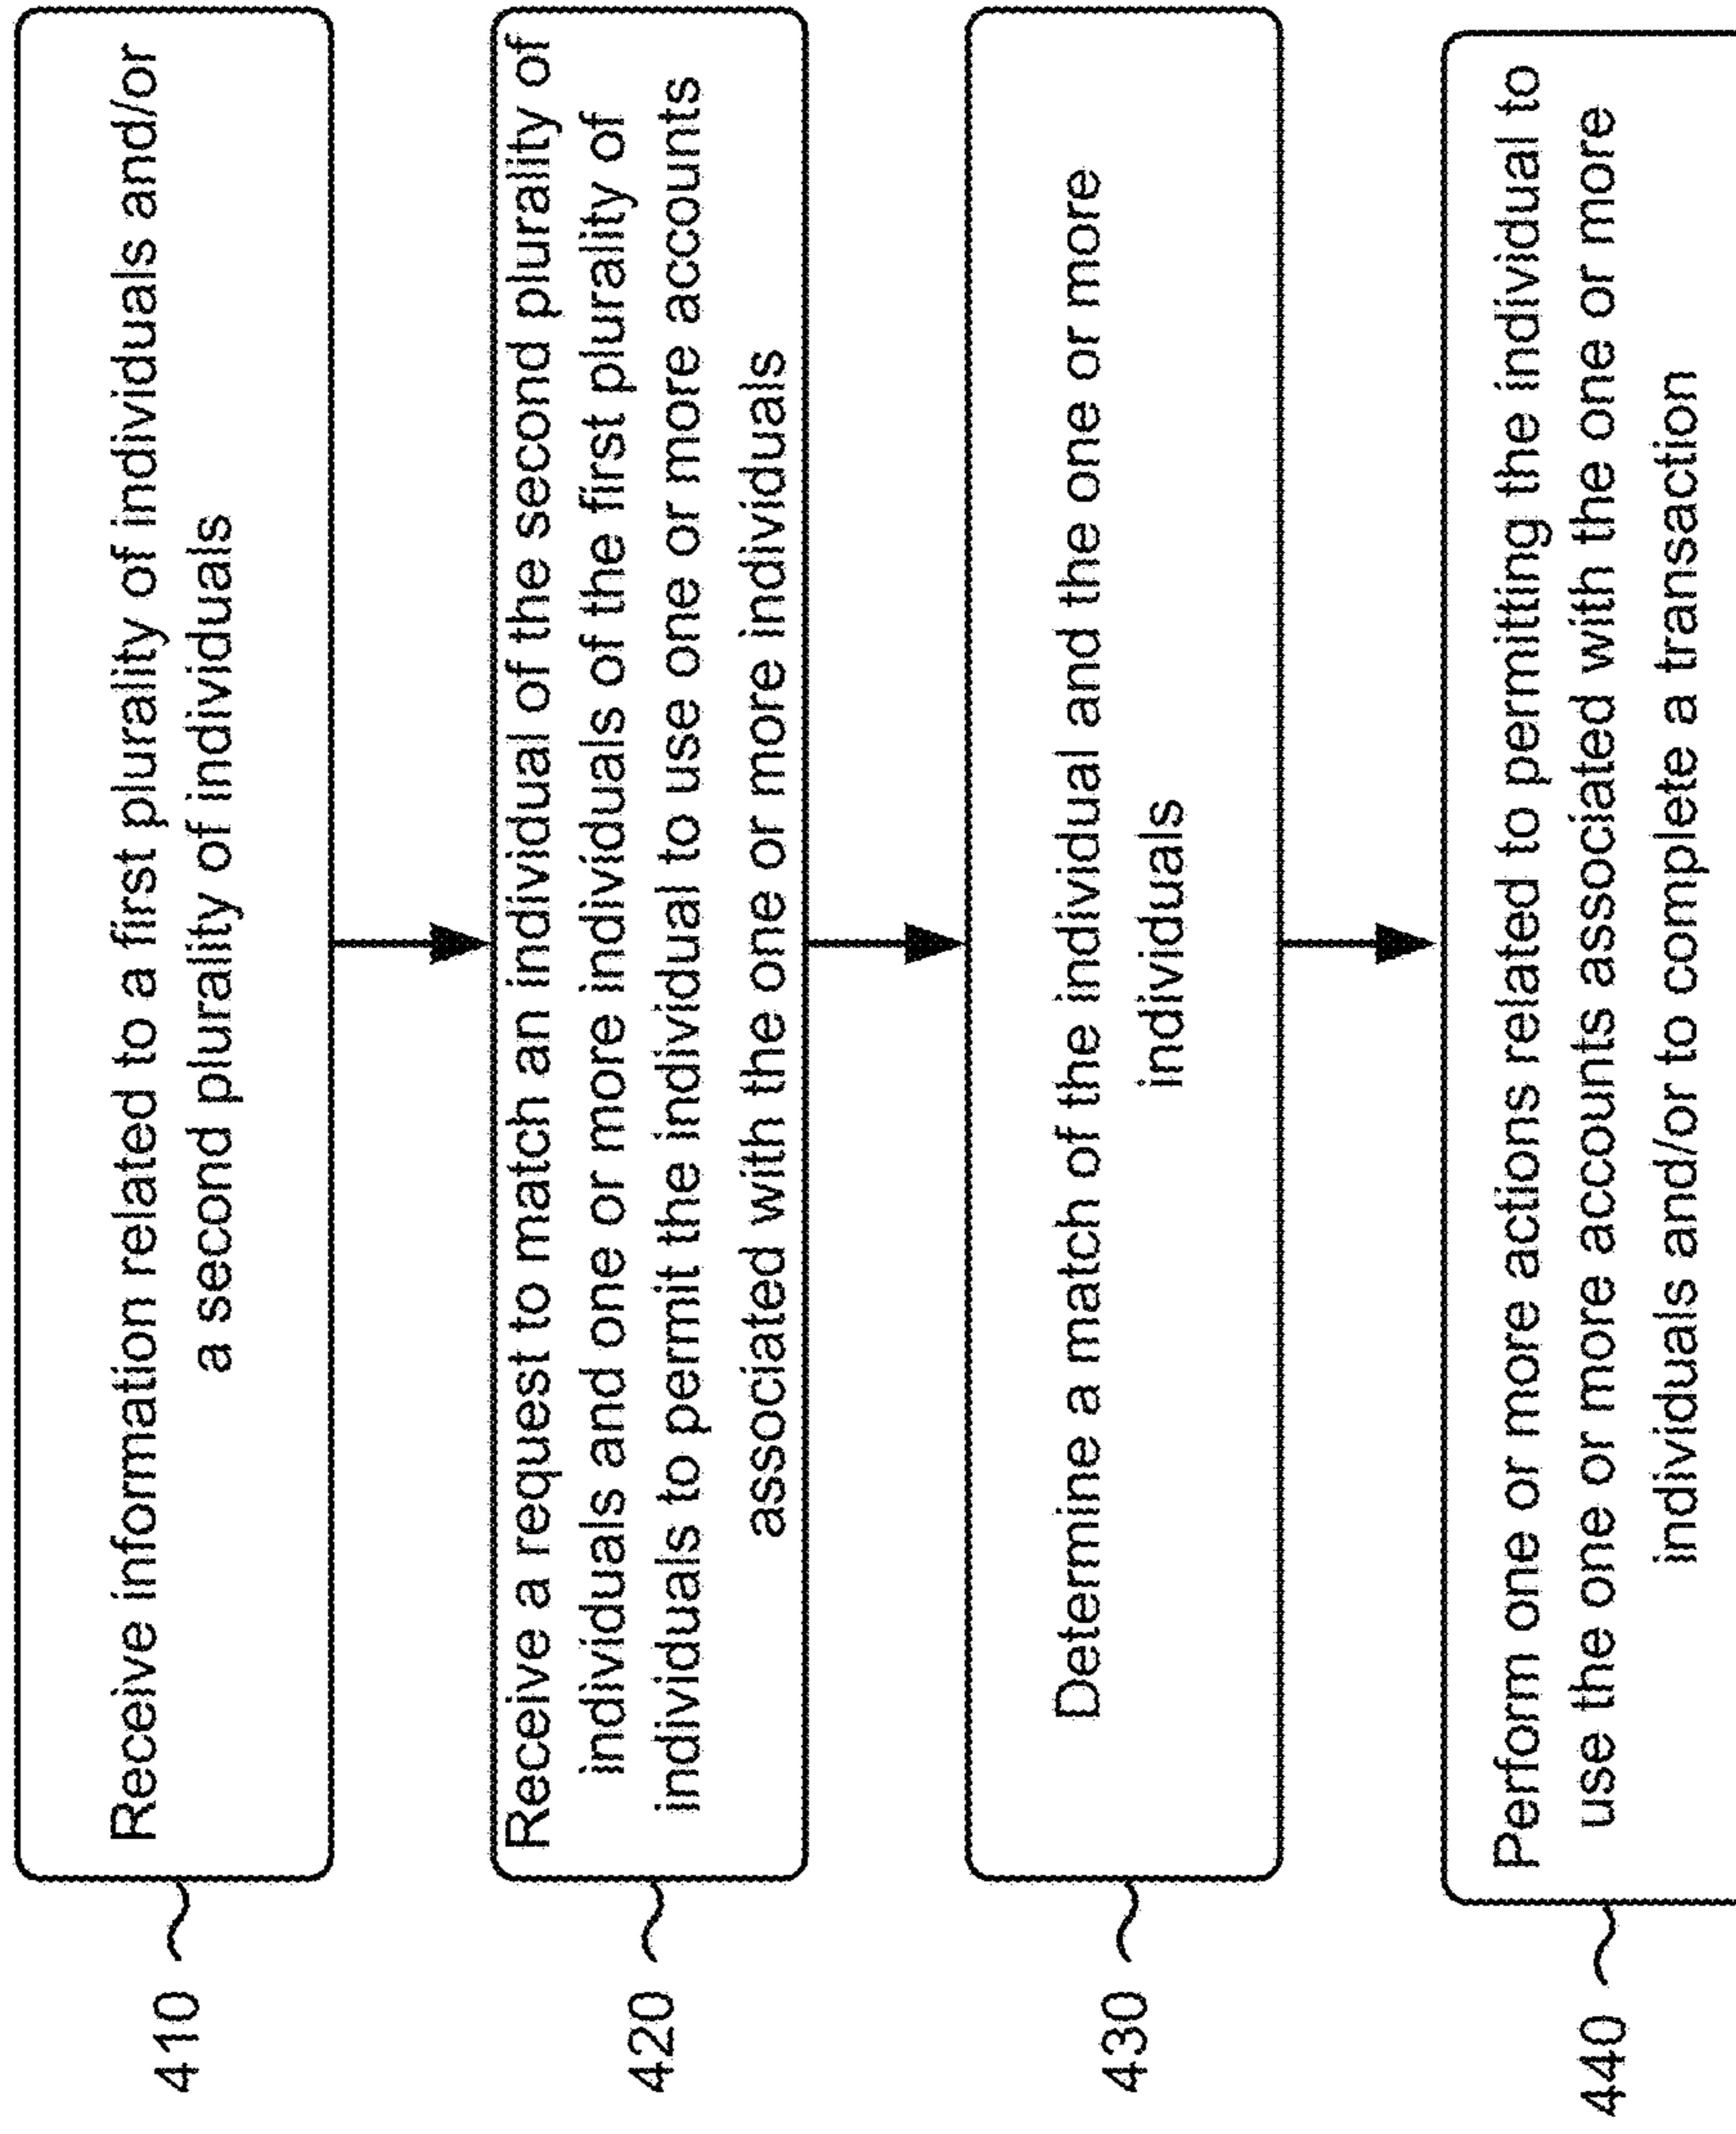 410
Receive information related to a first plurality of individuals and/or
a second plurality of individuals
420
Receive a request to match an individual of the second plurality of
individuals and one or more individuals of the first plurality of
individuals to permit the individual to use one or more accounts
associated with the one or more individuals
430
Determine a match of the individual and the one or more
individuals
440
Perform one or more actions related to permitting the individual to
use the one or more accounts associated with the one or more
individuals and/or to complete a transaction